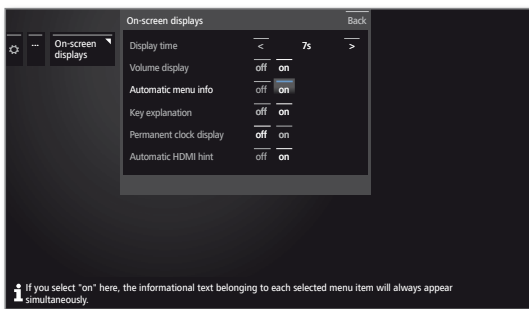 On-screen displays
Back
...
On-screen
displays
Display time < 7s >
Volume display off on
Automatic menu info off on
Key explanation off on
Permanent clock display off on
Automatic HDMI hint off on
If you select "on" here, the informational text belonging to each selected menu item will always appear
simultaneously.